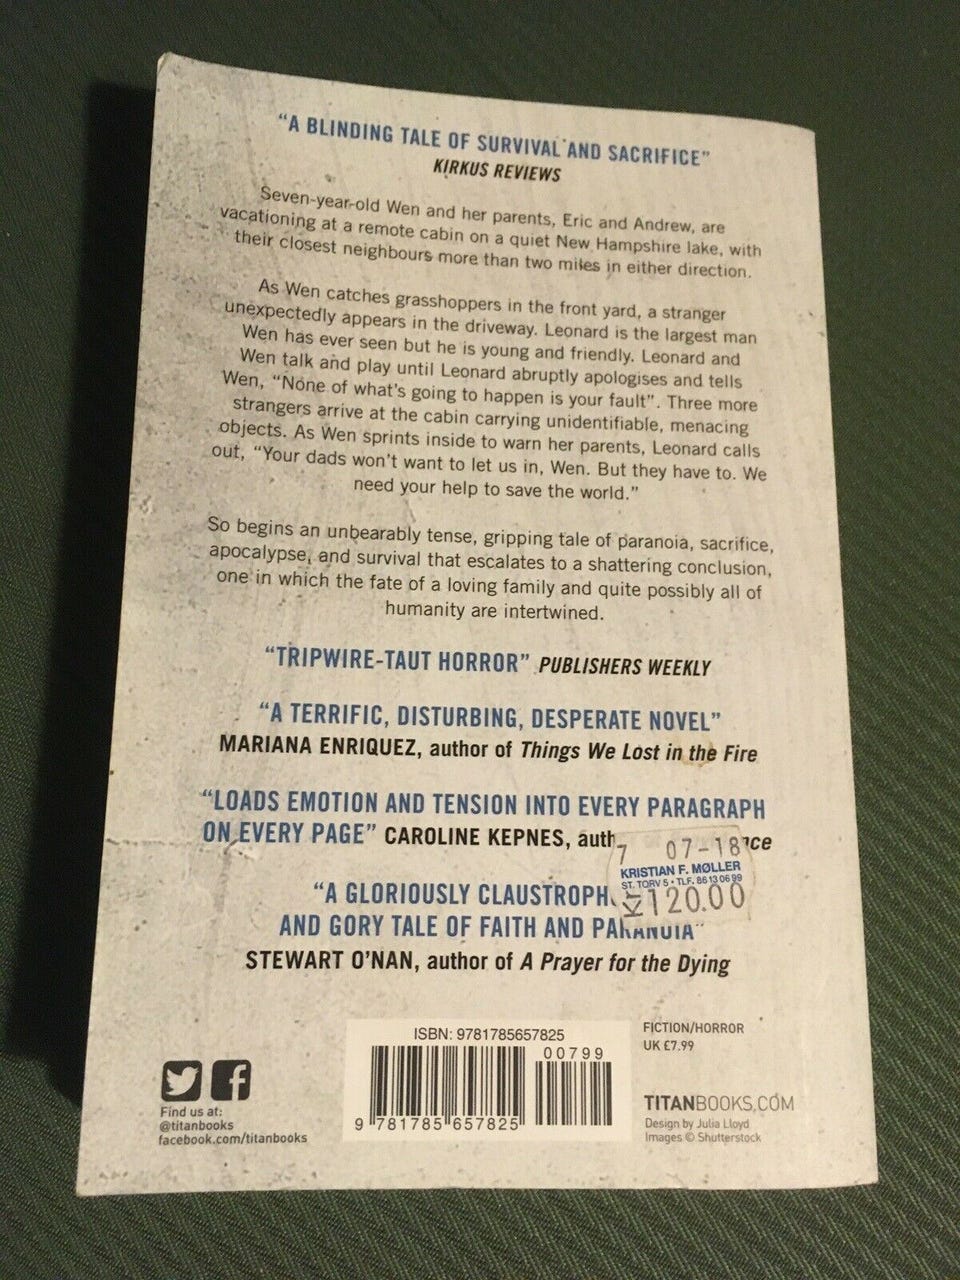 “A BLINDING TALE OF SURVIVAL AND SACRIFICE”
KIRKUS REVIEWS
Seven-year-old Wen and her parents, Eric and Andrew, are
vacationing at a remote cabin on a quiet New Hampshire lake, with
their closest neighbours more than two miles in either direction.
As Wen catches grasshoppers in the front yard, a stranger
unexpectedly appears in the driveway. Leonard is the largest man
Wen has ever seen but he is young and friendly. Leonard and
Wen talk and play until Leonard abruptly apologises and tells
Wen, “None of what’s going to happen is your fault”. Three more
strangers arrive at the cabin carrying unidentifiable, menacing
objects. As Wen sprints inside to warn her parents, Leonard calls
out, “Your dads won’t want to let us in, Wen. But they have to. We
need your help to save the world.”
So begins an unbearably tense, gripping tale of paranoia, sacrifice,
apocalypse, and survival that escalates to a shattering conclusion,
one in which the fate of a loving family and quite possibly all of
humanity are intertwined.
“TRIPWIRE-TAUT HORROR” PUBLISHERS WEEKLY
“A TERRIFIC, DISTURBING, DESPERATE NOVEL”
MARIANA ENRIQUEZ, author of Things We Lost in the Fire
“LOADS EMOTION AND TENSION INTO EVERY PARAGRAPH
ON EVERY PAGE” CAROLINE KEPNES,
7 07-18
KRISTIAN F. MØLLER
ST. TORV 5 • TLF. 86 13 06 99
120.00
“A GLORIOUSLY
AND GORY TALE OF FAITH AND PARANOIA”
STEWART O’NAN, author of A Prayer for the Dying
ISBN: 9781785657825
00799
9 781785 657825
FICTION/HORROR
UK £7.99
Find us at:
@titanbooks
facebook.com/titanbooks
TITANBOOKS.COM
Design by Julia Lloyd
Images © Shutterstock